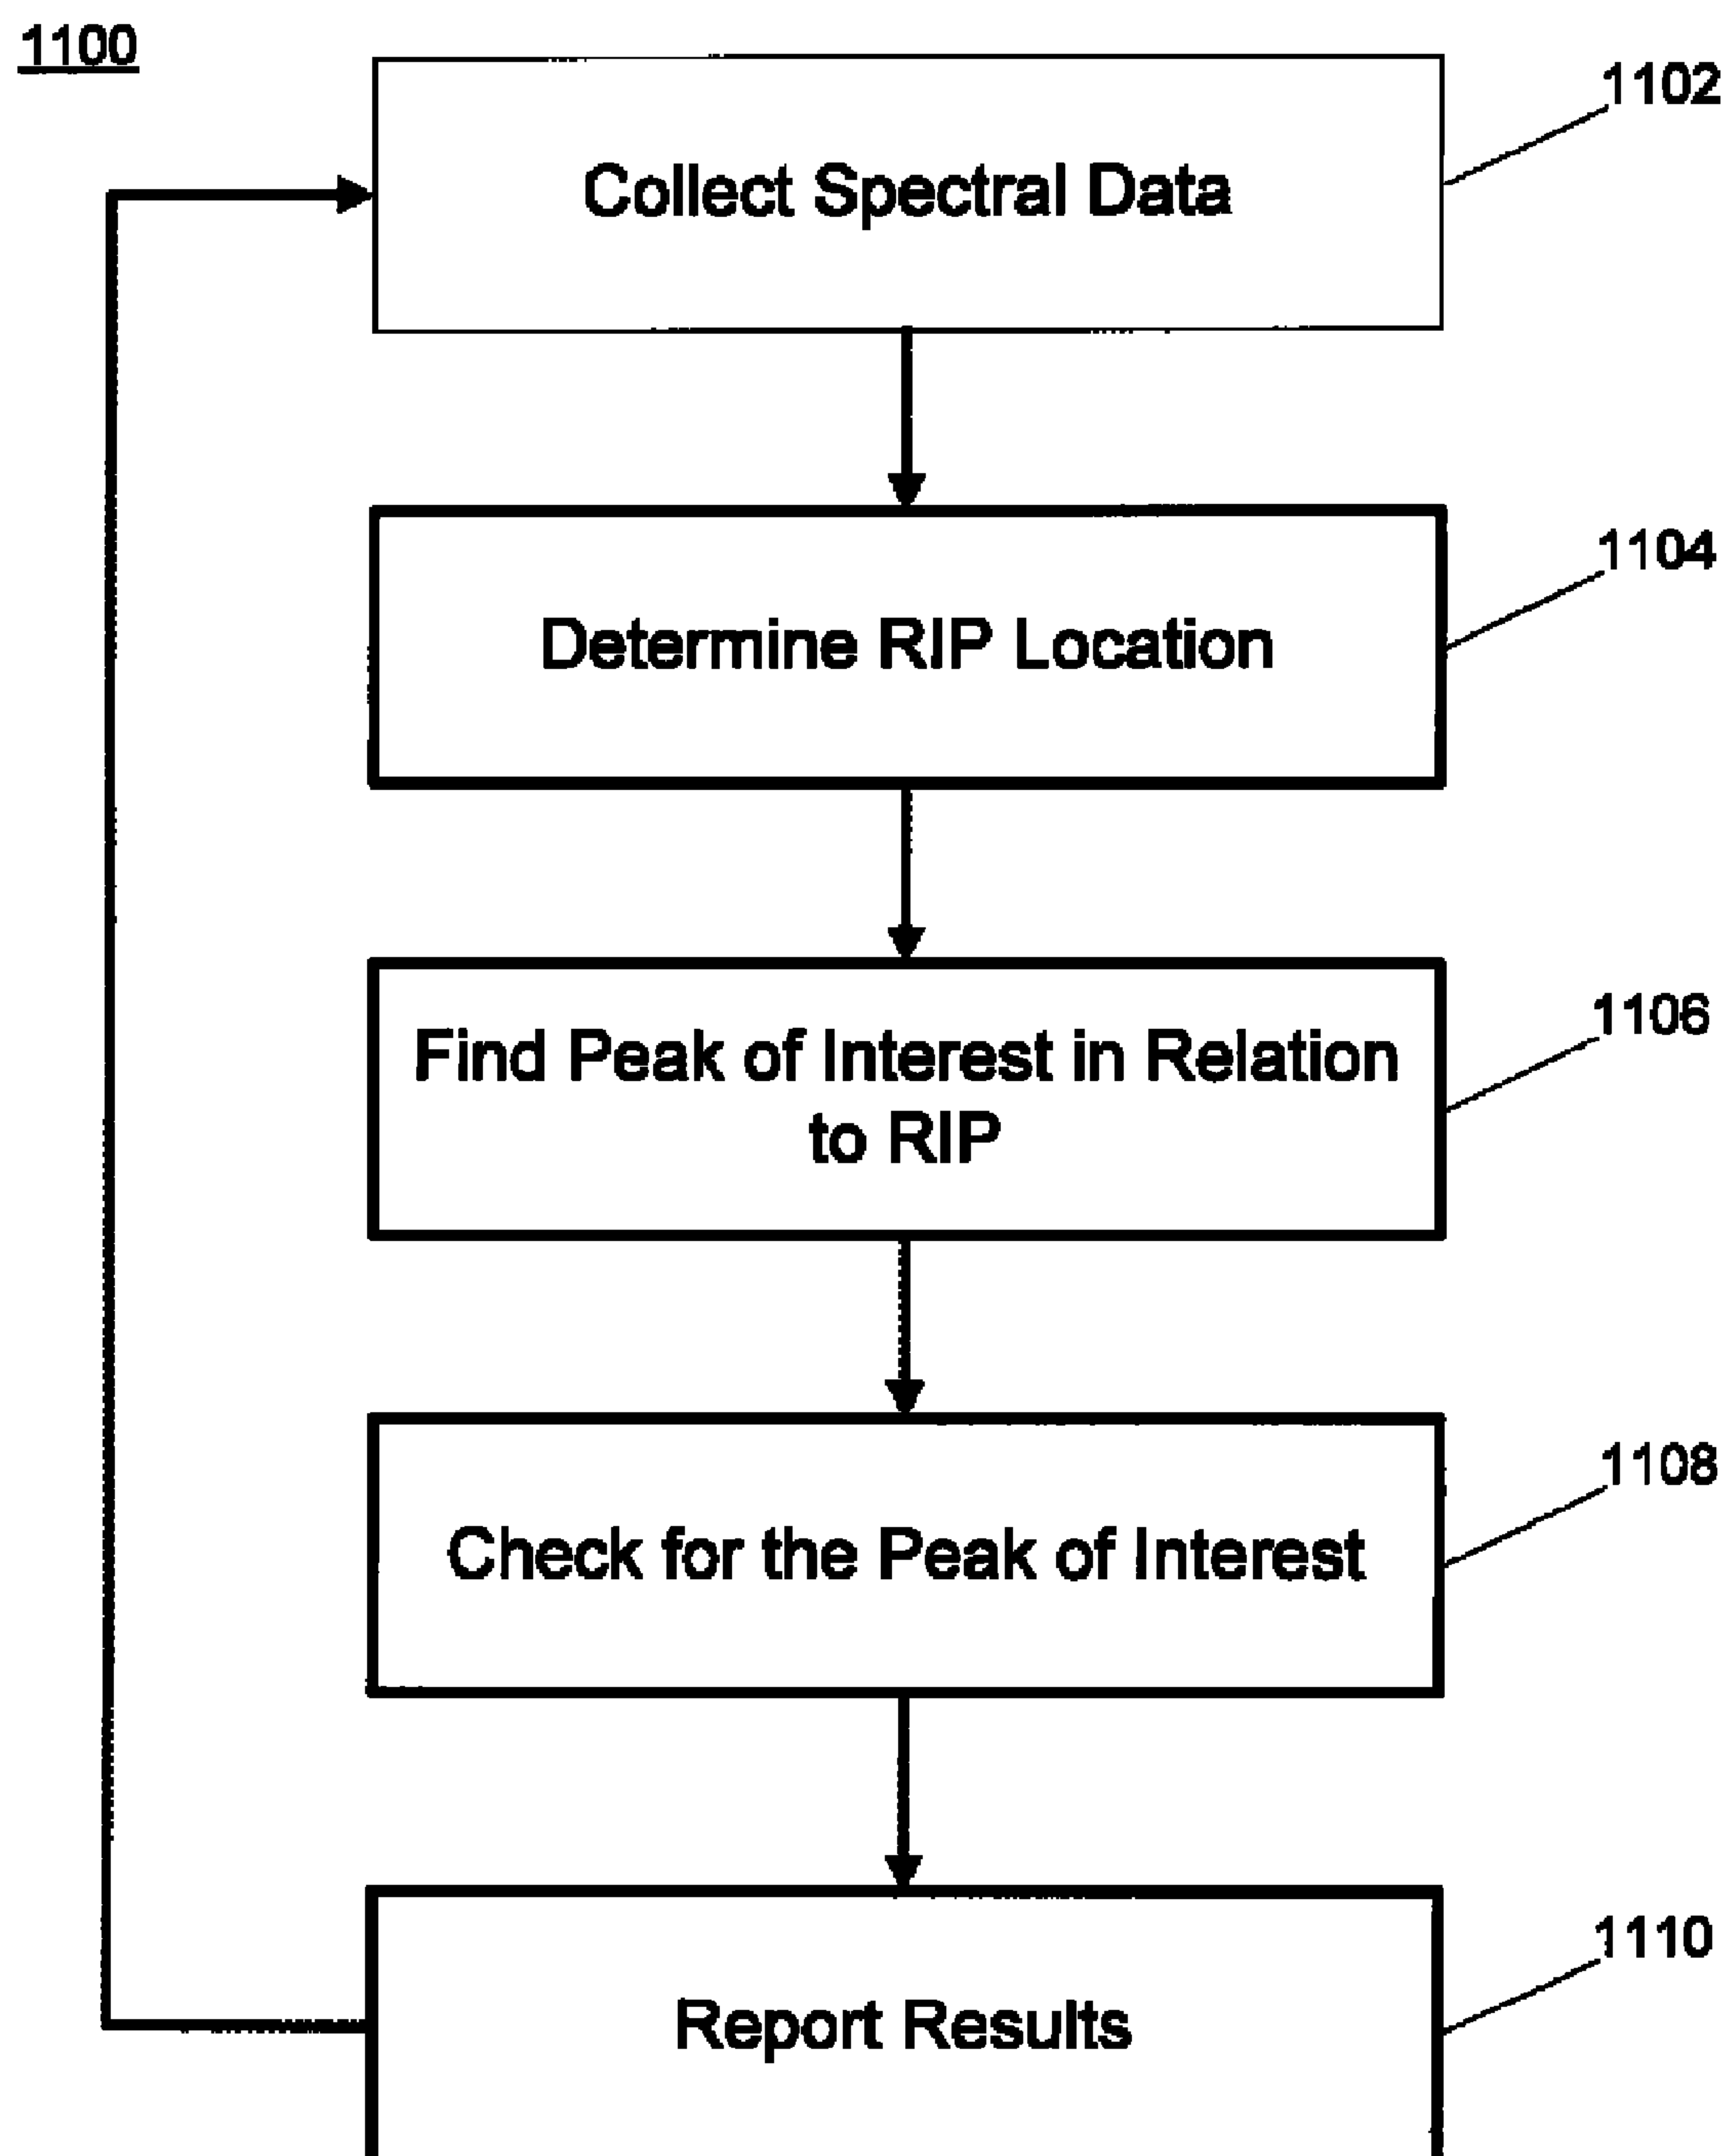 1100
1102
Collect Spectral Data
1104
Determine RIP Location
1106
Find Peak of Interest in Relation
to RIP
1108
Check for the Peak of Interest
1110
Report Results